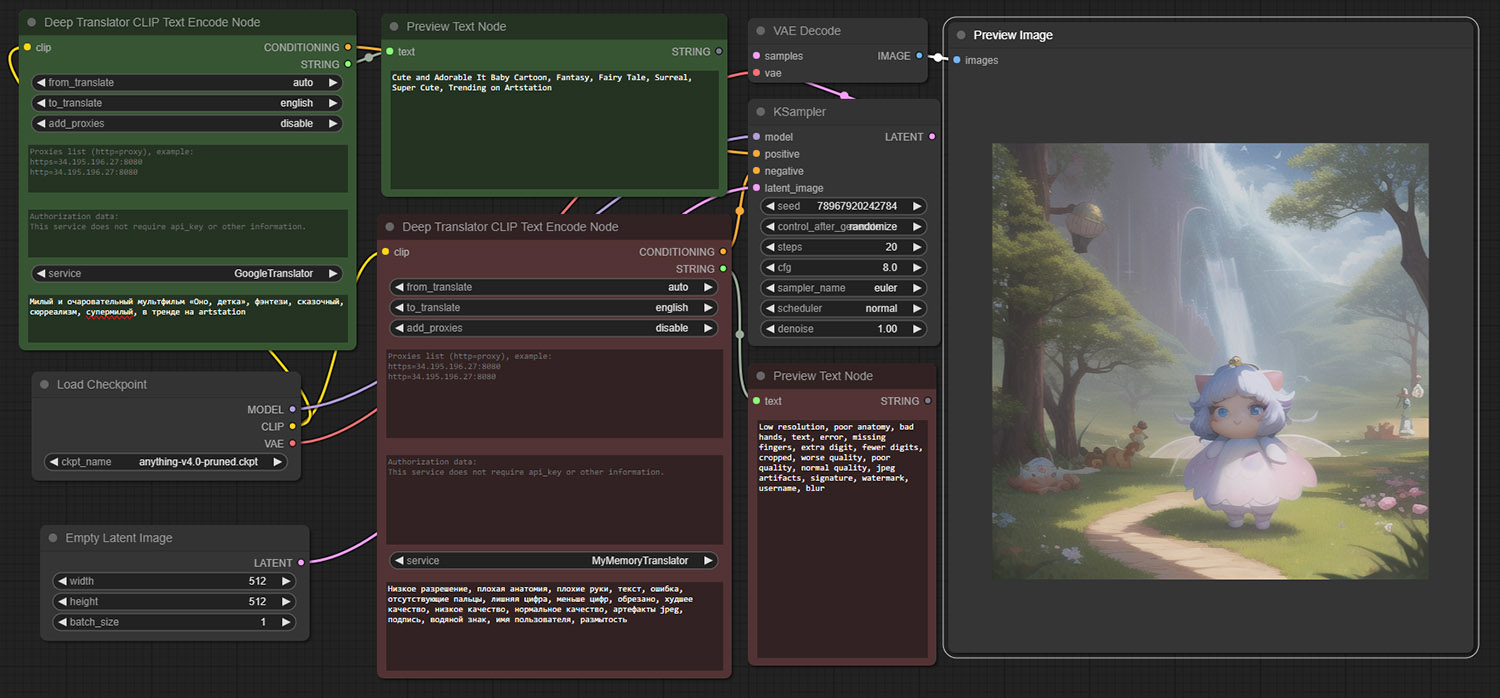 Deep Translator CLIP Text Encode Node
clip
CONDITIONING
STRING
from_translate auto
to_translate english
add_proxies disable
Proxies list (http=proxy), example:
https=34.195.196.27:8080
http=34.195.196.27:8080
Authorization data:
This service does not require api_key or other information.
service GoogleTranslator
Милый и очаровательный мультфильм «Оно, детка», фэнтези, сказочный,
сюрреализм, супермилый, в тренде на artstation
Load Checkpoint
MODEL
CLIP
VAE
ckpt_name anything-v4.0-pruned.ckpt
Empty Latent Image
LATENT
width 512
height 512
batch_size 1
Preview Text Node
text STRING
Cute and Adorable It Baby Cartoon, Fantasy, Fairy Tale, Surreal,
Super Cute, Trending on Artstation
Deep Translator CLIP Text Encode Node
clip
CONDITIONING
STRING
from_translate auto
to_translate english
add_proxies disable
Proxies list (http=proxy), example:
https=34.195.196.27:8080
http=34.195.196.27:8080
Authorization data:
This service does not require api_key or other information.
service MyMemoryTranslator
Низкое разрешение, плохая анатомия, плохие руки, текст, ошибка,
отсутствующие пальцы, лишняя цифра, меньше цифр, обрезано, худшее
качество, низкое качество, нормальное качество, артефакты jpeg,
подпись, водяной знак, имя пользователя, размытость
VAE Decode
samples IMAGE
vae
KSampler
model LATENT
positive
negative
latent_image
seed 78967920242784
control_after_ randomize
steps 20
cfg 8.0
sampler_name euler
scheduler normal
denoise 1.00
Preview Text Node
text STRING
Low resolution, poor anatomy, bad
hands, text, error, missing
fingers, extra digit, fewer digits,
cropped, worse quality, poor
quality, normal quality, jpeg
artifacts, signature, watermark,
username, blur
Preview Image
images